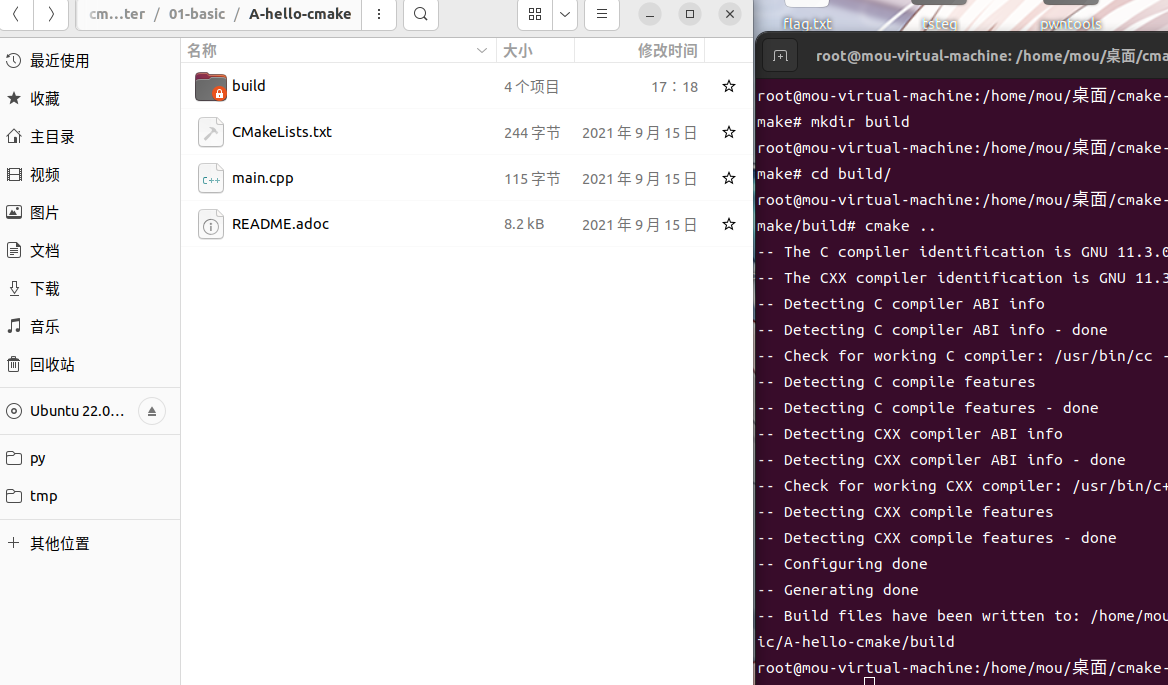 cm…ter / 01-basic / A-hello-cmake
名称 大小 修改时间
最近使用
收藏
主目录
视频
图片
文档
下载
音乐
回收站
Ubuntu 22.0…
py
tmp
其他位置
build 4 个项目 17：18
CMakeLists.txt 244 字节 2021 年 9 月 15 日
main.cpp 115 字节 2021 年 9 月 15 日
README.adoc 8.2 kB 2021 年 9 月 15 日
flag.txt tsteg pwntools
root@mou-virtual-machine: /home/mou/桌面/cma
root@mou-virtual-machine:/home/mou/桌面/cmake-
make# mkdir build
root@mou-virtual-machine:/home/mou/桌面/cmake-
make# cd build/
root@mou-virtual-machine:/home/mou/桌面/cmake-
make/build# cmake ..
-- The C compiler identification is GNU 11.3.0
-- The CXX compiler identification is GNU 11.3
-- Detecting C compiler ABI info
-- Detecting C compiler ABI info - done
-- Check for working C compiler: /usr/bin/cc -
-- Detecting C compile features
-- Detecting C compile features - done
-- Detecting CXX compiler ABI info
-- Detecting CXX compiler ABI info - done
-- Check for working CXX compiler: /usr/bin/c+
-- Detecting CXX compile features
-- Detecting CXX compile features - done
-- Configuring done
-- Generating done
-- Build files have been written to: /home/mou
ic/A-hello-cmake/build
root@mou-virtual-machine:/home/mou/桌面/cmake-